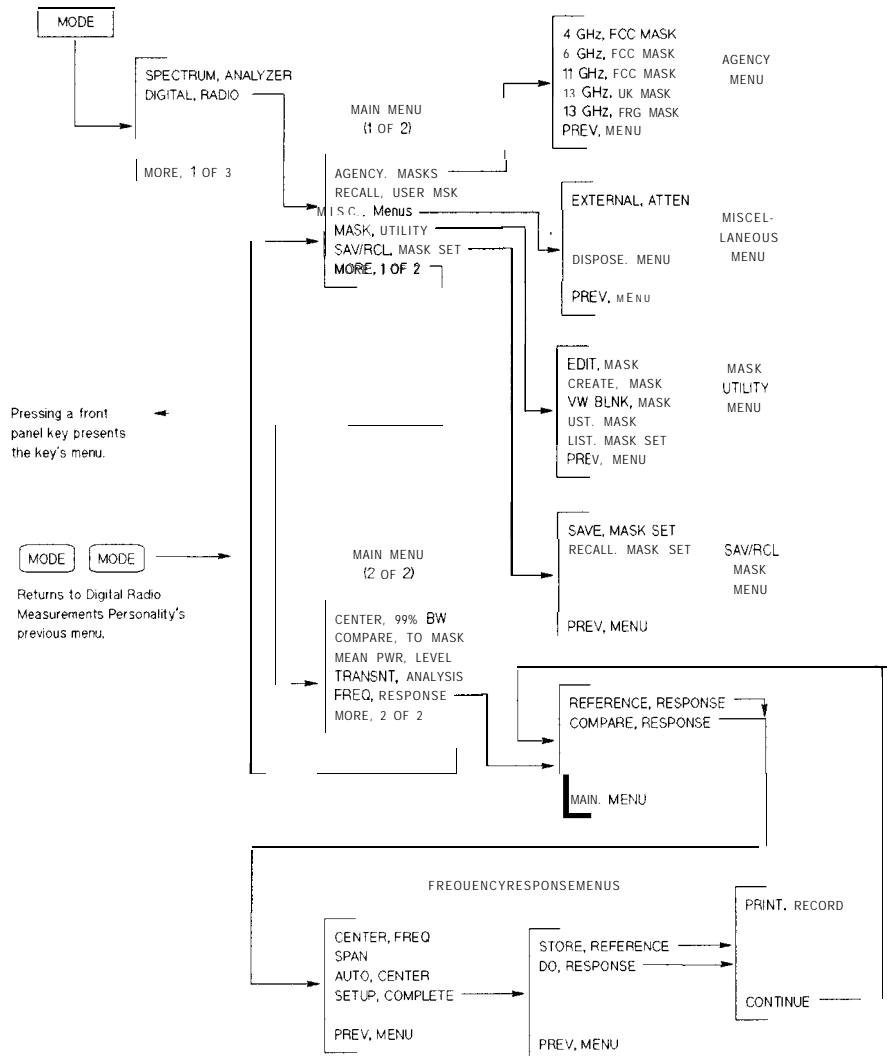 MODE
SPECTRUM, ANALYZER
DIGITAL, RADIO
MORE, 1 OF 3
MAIN MENU
(1 OF 2)
AGENCY. MASKS
RECALL, USER MSK
M I S C., Menus
MASK, UTILITY
SAV/RCL, MASK SET
MORE, 1 OF 2
4 GHz, FCC MASK
6 GHz, FCC MASK
11 GHz, FCC MASK
13 GHz, UK MASK
13 GHz, FRG MASK
PREV, MENU
AGENCY
MENU
EXTERNAL, ATTEN
DISPOSE. MENU
PREV, MENU
MISCEL-
LANEOUS
MENU
EDIT, MASK
CREATE, MASK
VW BLNK, MASK
UST. MASK
LIST. MASK SET
PREV, MENU
MASK
UTILITY
MENU
Pressing a front
panel key presents
the key's menu.
SAVE, MASK SET
RECALL. MASK SET
PREV, MENU
SAV/RCL
MASK
MENU
MODE MODE
Returns to Digital Radio
Measurements Personality's
previous menu.
MAIN MENU
(2 OF 2)
CENTER, 99% BW
COMPARE, TO MASK
MEAN PWR, LEVEL
TRANSNT, ANALYSIS
FREQ, RESPONSE
MORE, 2 OF 2
REFERENCE, RESPONSE
COMPARE, RESPONSE
MAIN. MENU
FREOUENCYRESPONSEMENUS
CENTER, FREQ
SPAN
AUTO, CENTER
SETUP, COMPLETE
PREV, MENU
STORE, REFERENCE
DO, RESPONSE
PREV, MENU
PRINT, RECORD
CONTINUE